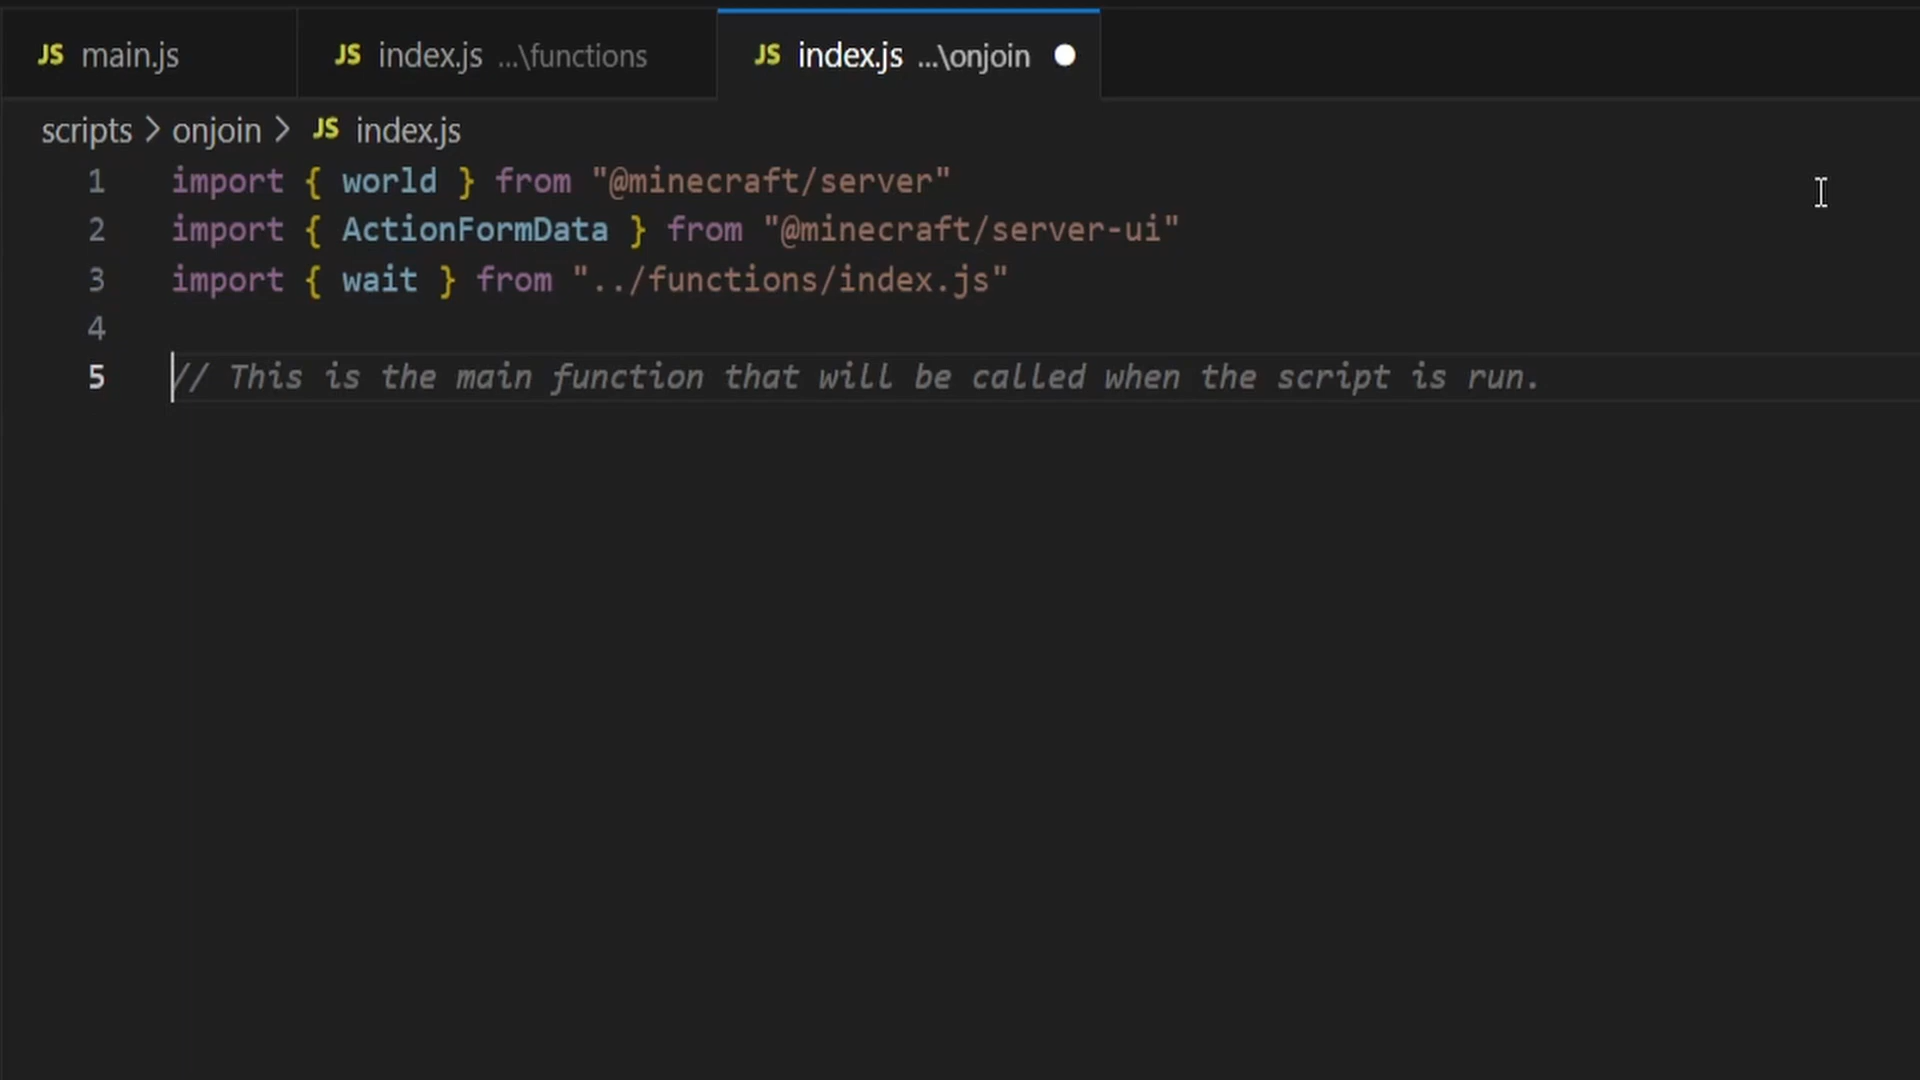 JS main.js JS index.js ...\functions JS index.js ...\onjoin
scripts > onjoin > JS index.js
1 import { world } from "@minecraft/server"
2 import { ActionFormData } from "@minecraft/server-ui"
3 import { wait } from "../functions/index.js"
4
5 // This is the main function that will be called when the script is run.